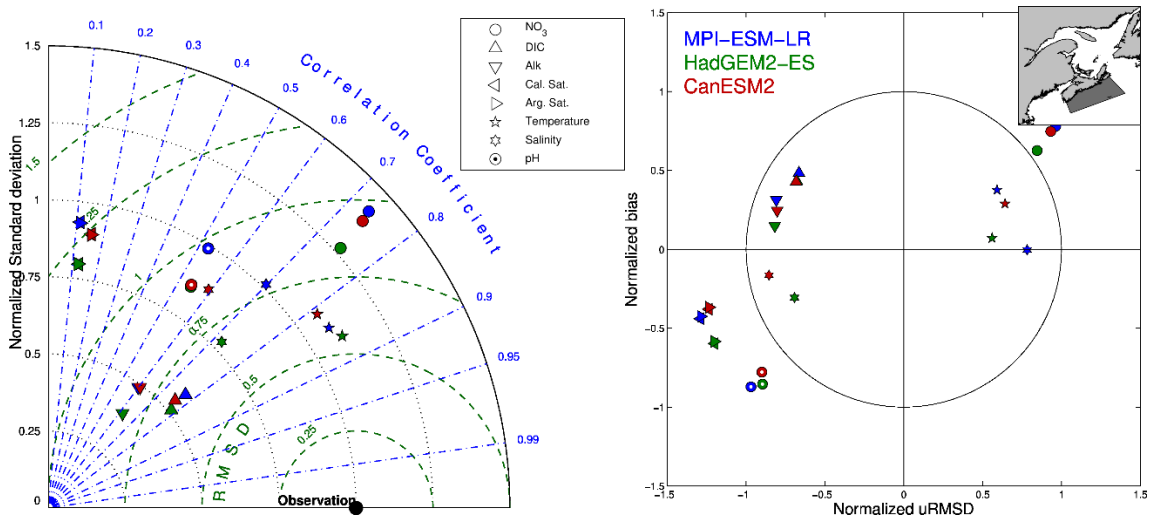 1.5
1.25
1
0.75
0.5
0.25
0
Normalized Standard deviation
0.1
0.2
0.3
0.4
0.5
0.6
0.7
0.8
0.9
0.95
0.99
Correlation Coefficient
1.5
1.25
1
0.75
0.5
0.25
RMSD
Observation
NO3
DIC
Alk
Cal. Sat.
Arg. Sat.
Temperature
Salinity
pH
MPI-ESM-LR
HadGEM2-ES
CanESM2
1.5
1
0.5
0
-0.5
-1
-1.5
Normalized bias
-1.5
-1
-0.5
0
0.5
1
1.5
Normalized uRMSD